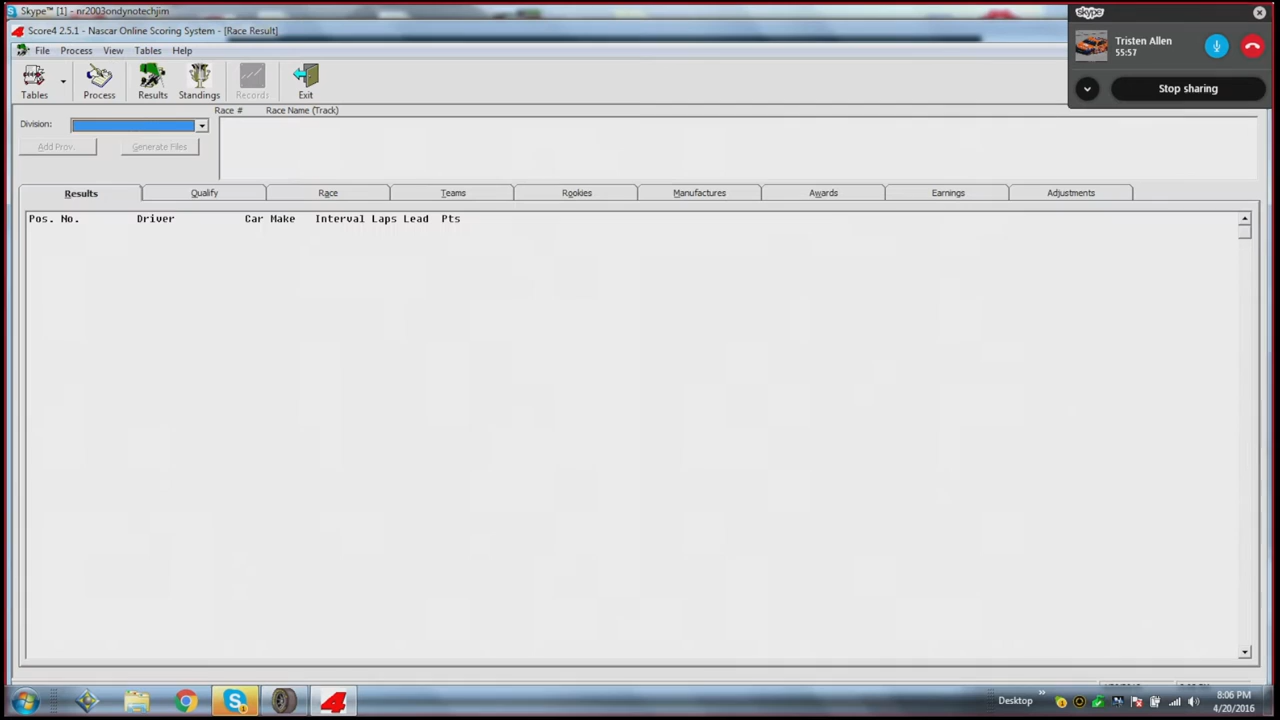 Skype™ [1] - nr2003ondynotechjim
Score4 2.5.1 - Nascar Online Scoring System - [Race Result]
File Process View Tables Help
Tables Process Results Standings Records Exit
Race # Race Name (Track)
Division:
Add Prov. Generate Files
Results Qualify Race Teams Rookies Manufactures Awards Earnings Adjustments
Pos. No. Driver Car Make Interval Laps Lead Pts
skype
Tristen Allen
55:57
Stop sharing
Desktop
8:06 PM
4/20/2016